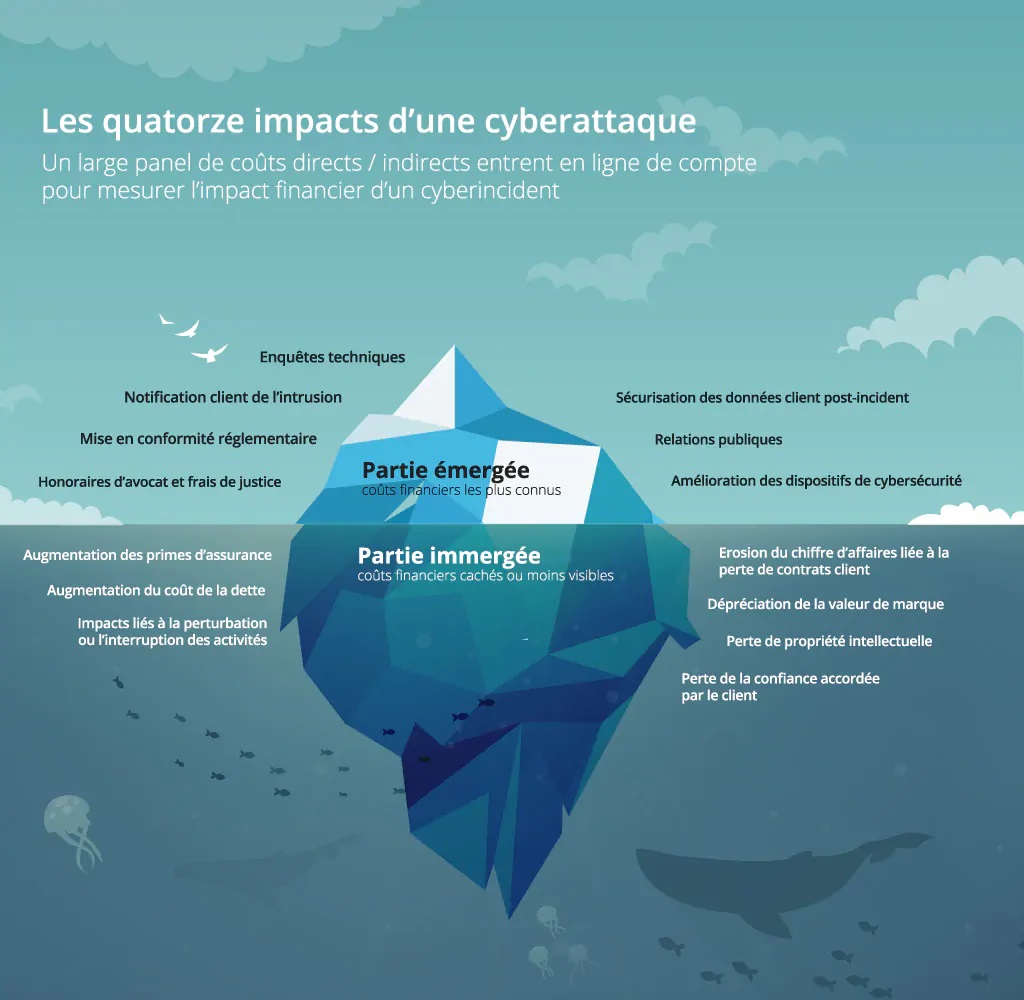 Les quatorze impacts d’une cyberattaque
Un large panel de coûts directs / indirects entrent en ligne de compte
pour mesurer l’impact financier d’un cyberincident
Enquêtes techniques
Notification client de l’intrusion
Mise en conformité réglementaire
Honoraires d’avocat et frais de justice
Sécurisation des données client post-incident
Relations publiques
Amélioration des dispositifs de cybersécurité
Partie émergée
coûts financiers les plus connus
Partie immergée
coûts financiers cachés ou moins visibles
Augmentation des primes d’assurance
Augmentation du coût de la dette
Impacts liés à la perturbation
ou l’interruption des activités
Erosion du chiffre d’affaires liée à la
perte de contrats client
Dépréciation de la valeur de marque
Perte de propriété intellectuelle
Perte de la confiance accordée
par le client